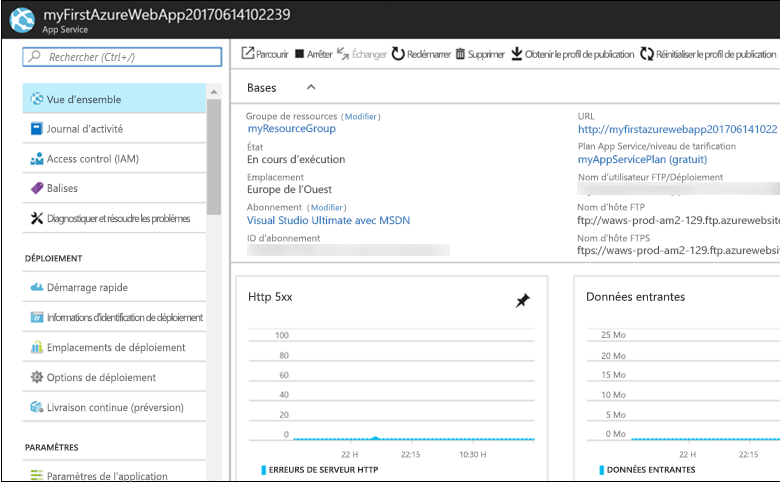 myFirstAzureWebApp20170614102239
App Service
Rechercher (Ctrl+/)
Parcourir Arrêter Échanger Redémarrer Supprimer Obtenir le profil de publication Réinitialiser le profil de publication
Vue d'ensemble
Journal d'activité
Access control (IAM)
Balises
Diagnostiquer et résoudre les problèmes
DÉPLOIEMENT
Démarrage rapide
Informations d'identification de déploiement
Emplacements de déploiement
Options de déploiement
Livraison continue (préversion)
PARAMÈTRES
Paramètres de l'application
Bases
Groupe de ressources (Modifier)
myResourceGroup
État
En cours d'exécution
Emplacement
Europe de l'Ouest
Abonnement (Modifier)
Visual Studio Ultimate avec MSDN
ID d'abonnement
URL
http://myfirstazurewebapp201706141022
Plan App Service/niveau de tarification
myAppServicePlan (gratuit)
Nom d'utilisateur FTP/Déploiement
Nom d'hôte FTP
ftp://waws-prod-am2-129.ftp.azurewebsite
Nom d'hôte FTPS
ftps://waws-prod-am2-129.ftp.azurewebsi
Http 5xx
100
80
60
40
20
0
22 H 22:15 10:30 H
ERREURS DE SERVEUR HTTP
Données entrantes
25 Mo
20 Mo
15 Mo
10 Mo
5 Mo
0 Mo
22 H 22:15
DONNÉES ENTRANTES